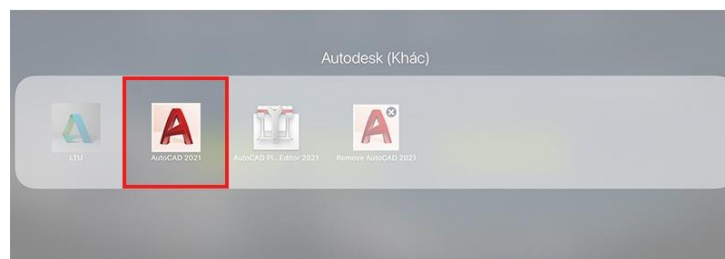 Autodesk (Khác)
LTU
AutoCAD 2021
AutoCAD Pl...Editor 2021
Remove AutoCAD 2021